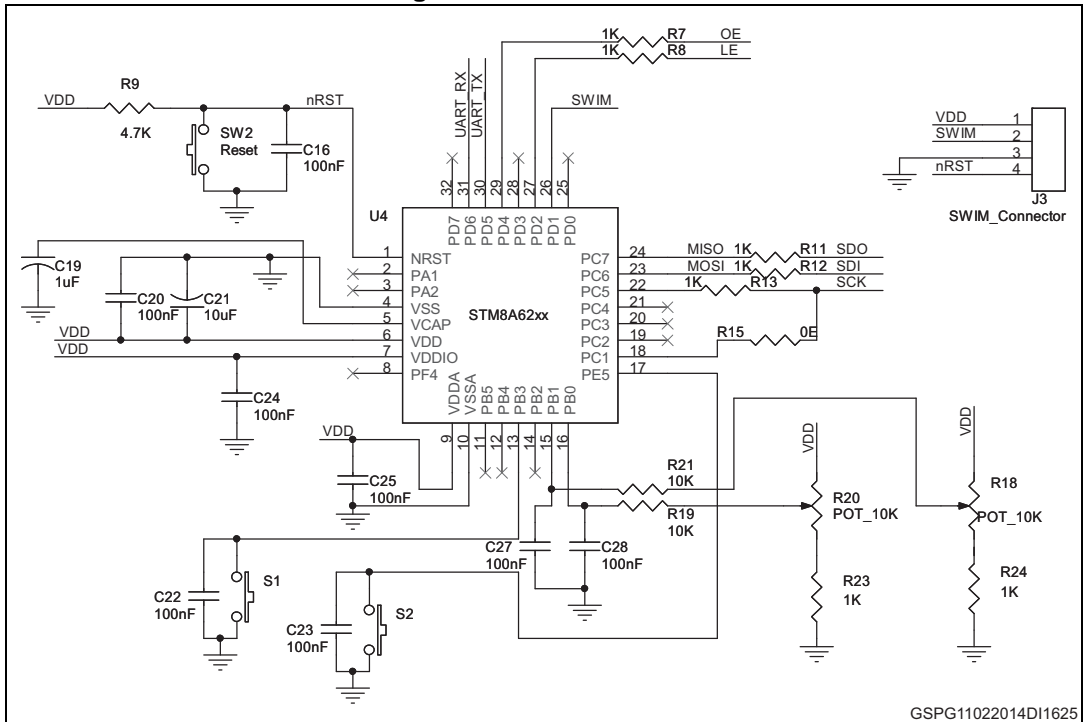 1K R7 OE
1K R8 LE
R9
VDD nRST
4.7K
SW2
Reset
C16
100nF
UART_RX
UART_TX
SWIM
VDD 1
SWIM 2
3
nRST 4
J3
SWIM_Connector
32 31 30 29 28 27 26 25
PD7 PD6 PD5 PD4 PD3 PD2 PD1 PD0
U4
STM8A62xx
1 NRST
2 PA1
3 PA2
4 VSS
5 VCAP
6 VDD
7 VDDIO
8 PF4
PC7 24 MISO 1K R11 SDO
PC6 23 MOSI 1K R12 SDI
PC5 22 1K R13 SCK
PC4 21
PC3 20
PC2 19
PC1 18 R15 0E
PE5 17
VDDA VSSA PB5 PB4 PB3 PB2 PB1 PB0
9 10 11 12 13 14 15 16
C19
1uF
C20
100nF
C21
10uF
VDD
VDD
C24
100nF
VDD
C25
100nF
R21
10K
R19
10K
VDD
R20
POT_10K
VDD
R18
POT_10K
C27
100nF
C28
100nF
R23
1K
R24
1K
C22
100nF
S1
C23
100nF
S2
GSPG11022014DI1625